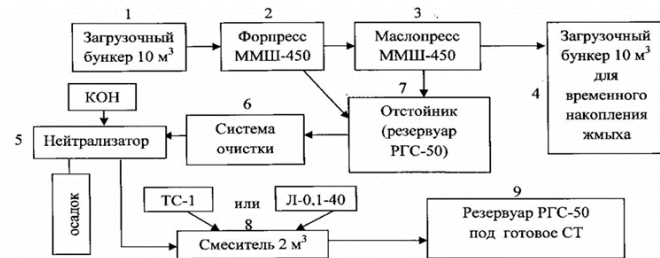 1
2
3
Загрузочный
бункер 10 м³
Форпресс
ММШ-450
Маслопресс
ММШ-450
Загрузочный
бункер 10 м³
для
временного
накопления
жмыха
4
7
6
КОН
Отстойник
(резервуар
РГС-50)
Система
очистки
5
Нейтрализатор
осадок
ТС-1
или
Л-0,1-40
8
Смеситель 2 м³
9
Резервуар РГС-50
под готовое СТ